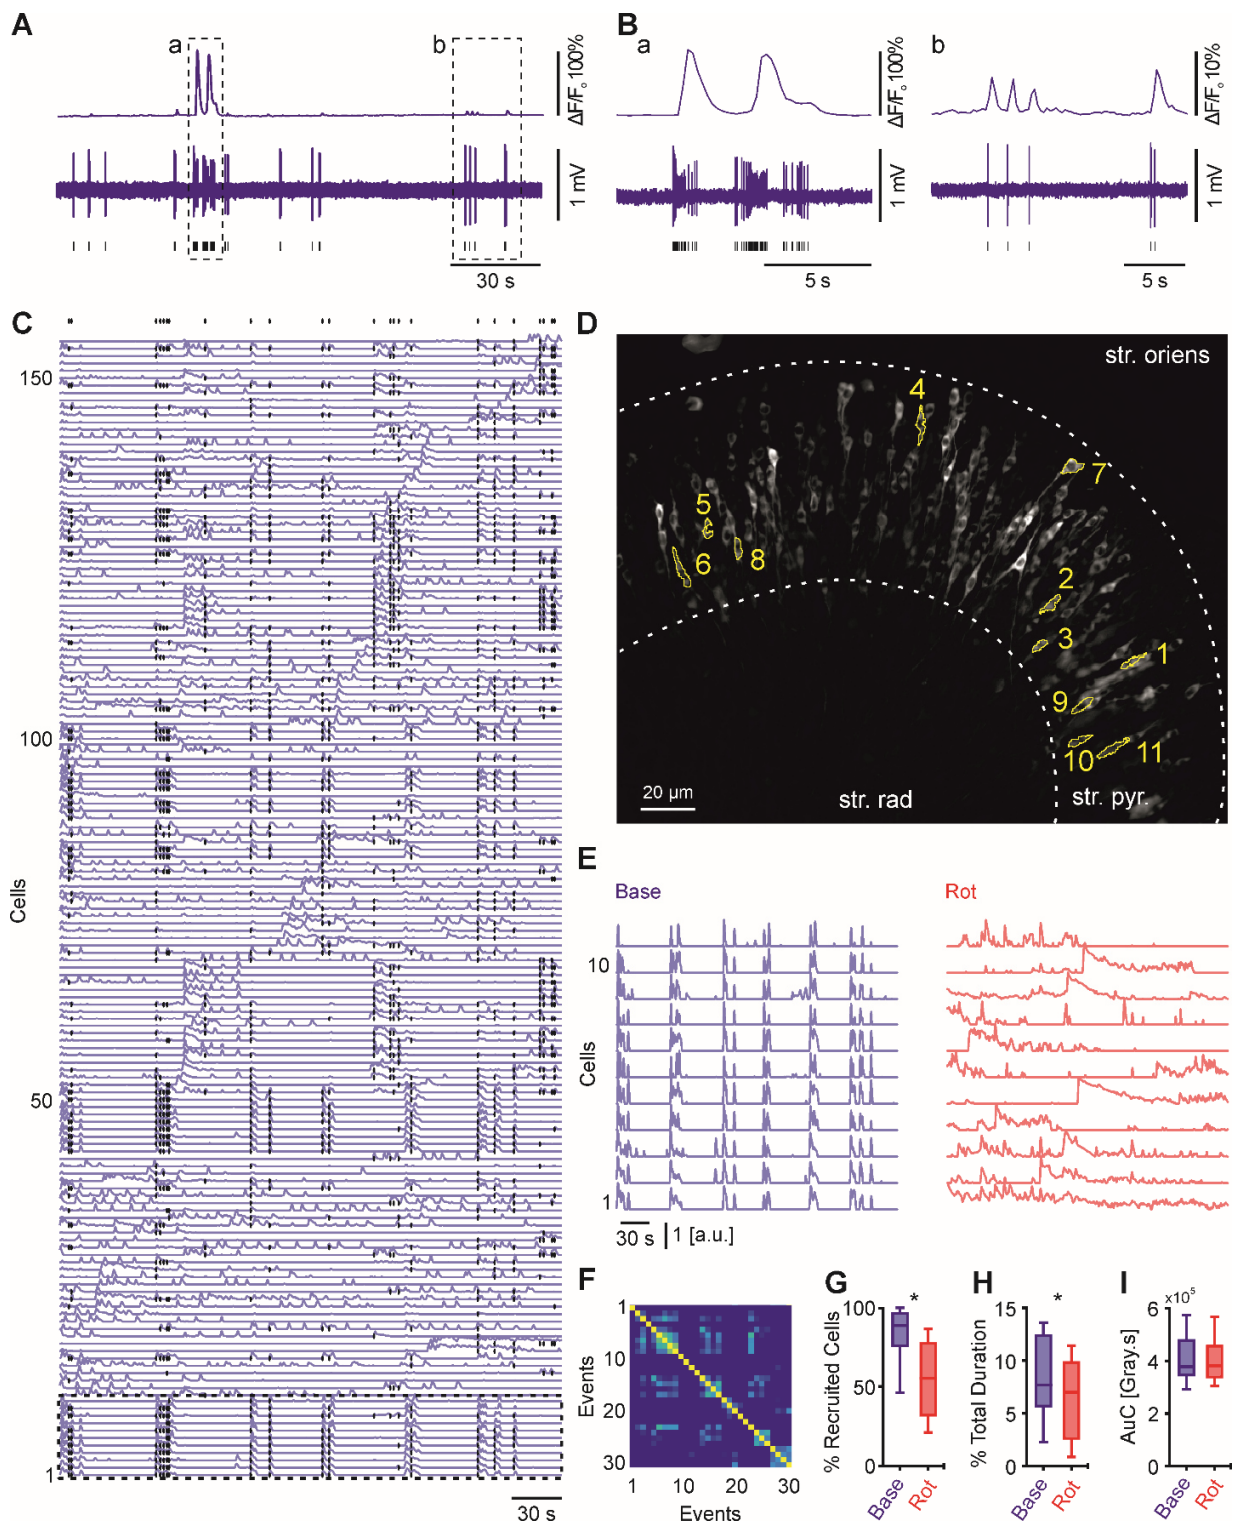 A
a
b
ΔF/F₀ 100%
1 mV
30 s
B
a
b
ΔF/F₀ 100%
ΔF/F₀ 10%
1 mV
1 mV
5 s
5 s
C
150
100
50
1
Cells
30 s
D
str. oriens
4
7
5
6
8
2
3
1
9
10
11
20 µm
str. rad
str. pyr.
E
Base
Rot
10
1
Cells
30 s
1 [a.u.]
F
1
10
20
30
Events
1
10
20
30
Events
G
*
100
50
0
% Recruited Cells
Base
Rot
H
*
15
10
5
0
% Total Duration
Base
Rot
I
×10⁵
6
4
2
0
AuC [Gray.s]
Base
Rot